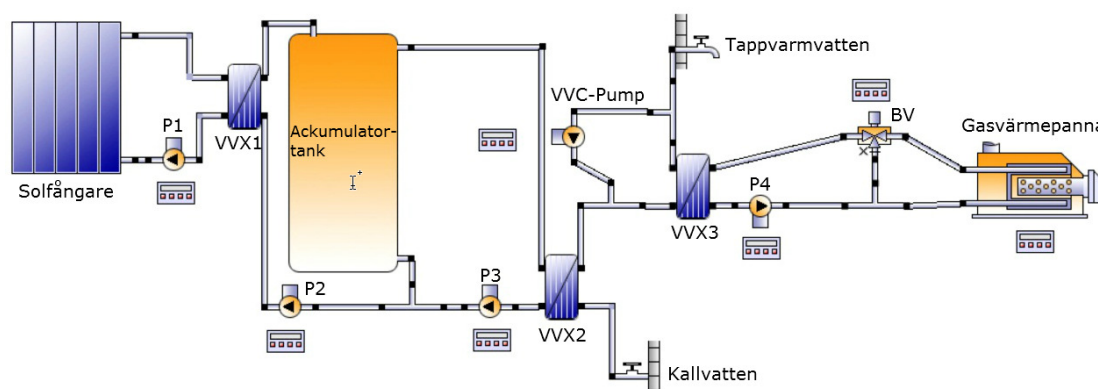 Tappvarmvatten
VVC-Pump
BV
Gasvärmepanna
P1
VVX1
Ackumulator-
tank
Solfångare
P4
VVX3
P2
P3
VVX2
Kallvatten